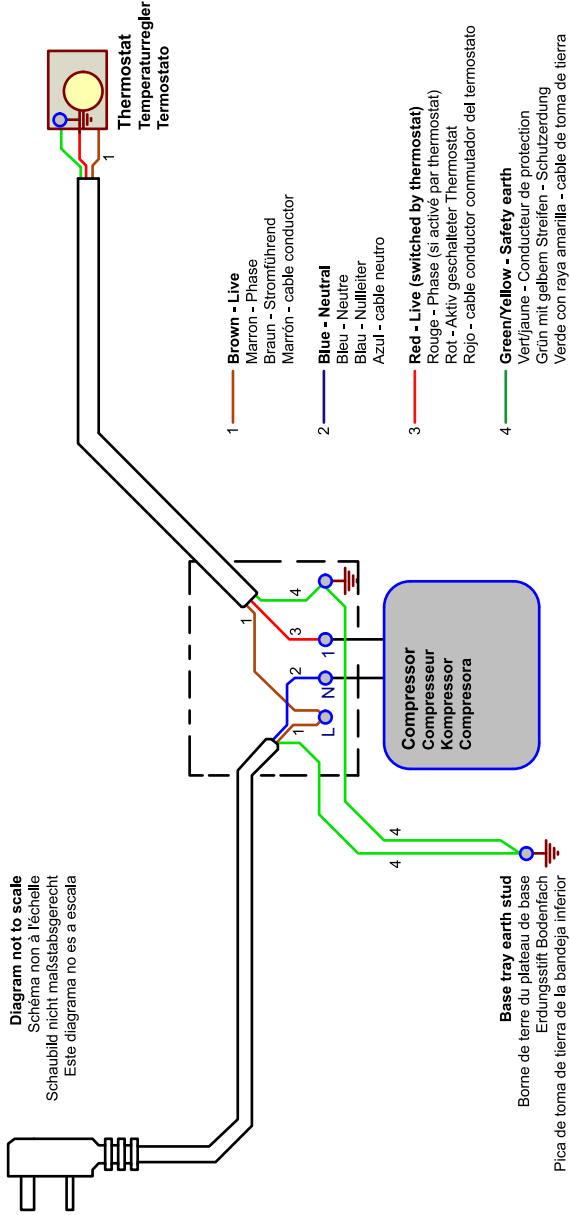 Diagram not to scale
Schéma non à l'échelle
Schaubild nicht maßstabsgerecht
Este diagrama no es a escala
Thermostat
Temperaturregler
Termostato
1
1
2
3
4
1
L
N
1
4
4
Compressor
Compresseur
Kompressor
Compresora
Base tray earth stud
Borne de terre du plateau de base
Erdungsstift Bodenfach
Pica de toma de tierra de la bandeja inferior
1 Brown - Live
Marron - Phase
Braun - Stromführend
Marrón - cable conductor
2 Blue - Neutral
Bleu - Neutre
Blau - Nullleiter
Azul - cable neutro
3 Red - Live (switched by thermostat)
Rouge - Phase (si activé par thermostat)
Rot - Aktiv geschalteter Thermostat
Rojo - cable conductor conmutador del termostato
4 Green/Yellow - Safety earth
Vert/jaune - Conducteur de protection
Grün mit gelbem Streifen - Schutzerdung
Verde con raya amarilla - cable de toma de tierra